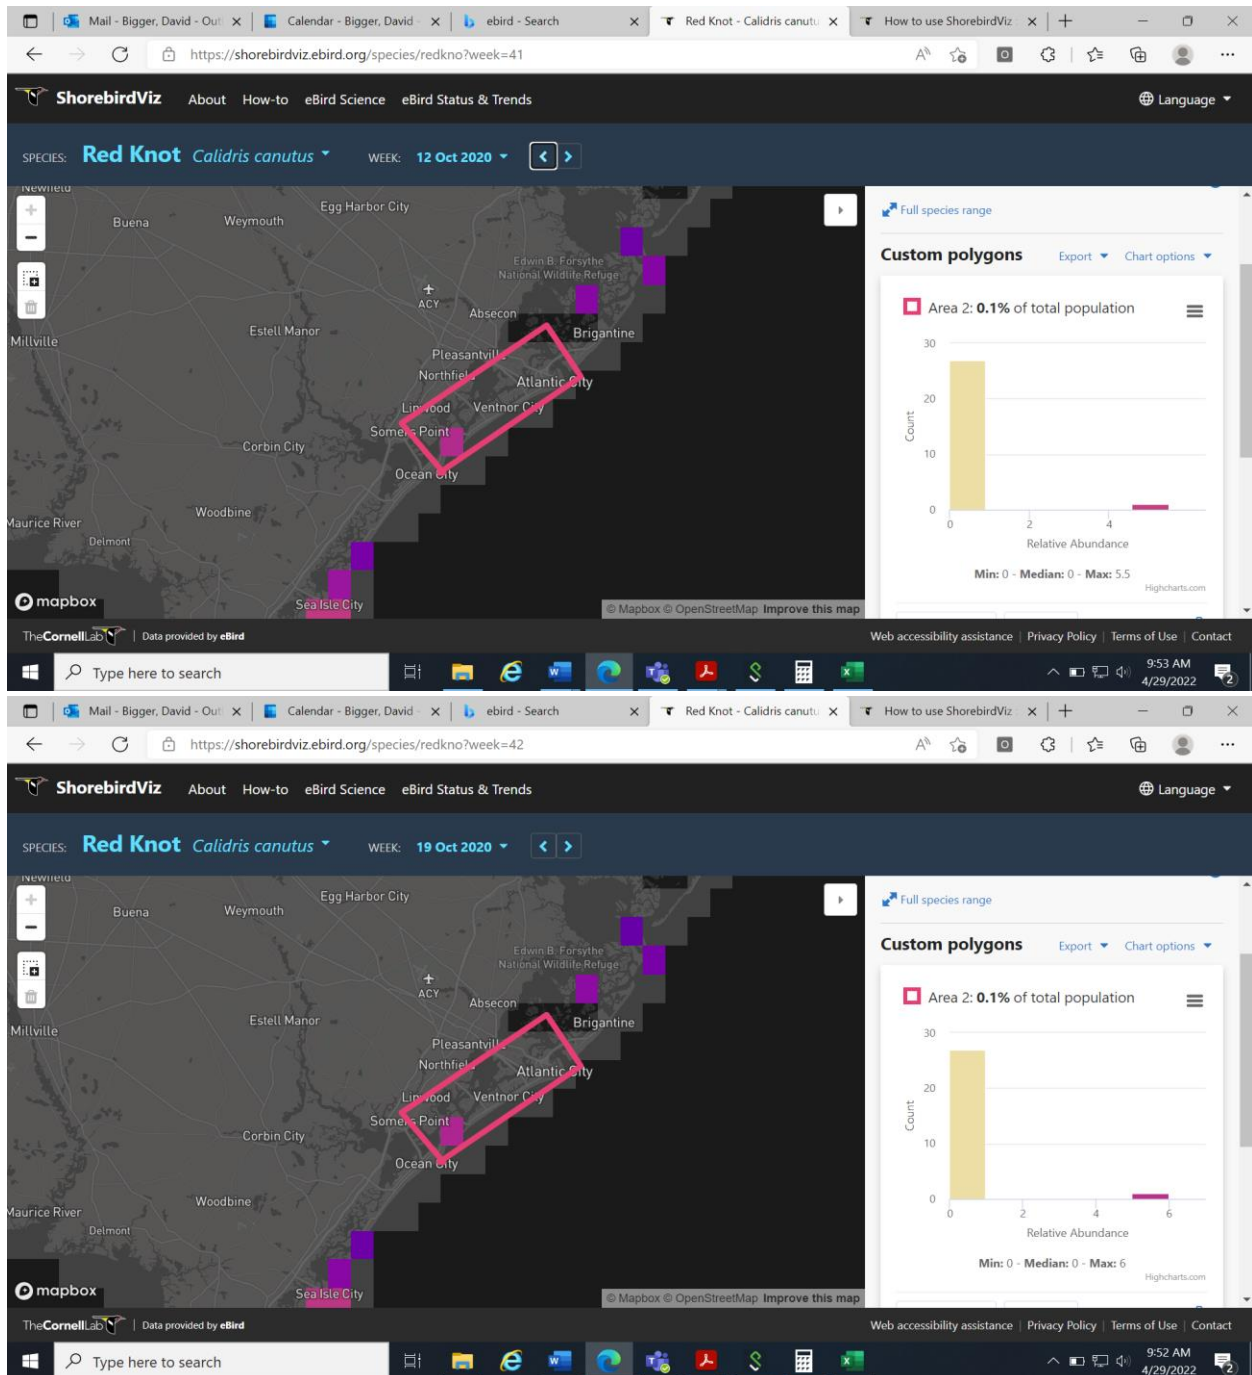 Mail - Bigger, David - Out
Calendar - Bigger, David -
ebird - Search
Red Knot - Calidris canutu
How to use ShorebirdViz :
https://shorebirdviz.ebird.org/species/redkno?week=41
ShorebirdViz About How-to eBird Science eBird Status & Trends Language
SPECIES: Red Knot Calidris canutus WEEK: 12 Oct 2020
Newfield
Egg Harbor City
Buena
Weymouth
Edwin B. Forsythe
National Wildlife Refuge
ACY
Absecon
Estell Manor
Brigantine
Millville
Pleasantville
Northfield
Atlantic City
Linwood
Ventnor City
Somers Point
Corbin City
Ocean City
Woodbine
Maurice River
Delmont
Sea Isle City
mapbox
© Mapbox © OpenStreetMap Improve this map
Full species range
Custom polygons Export Chart options
Area 2: 0.1% of total population
30
20
10
0
Count
0 2 4
Relative Abundance
Min: 0 - Median: 0 - Max: 5.5
Highcharts.com
TheCornellLab | Data provided by eBird
Web accessibility assistance | Privacy Policy | Terms of Use | Contact
Type here to search
9:53 AM
4/29/2022
2
Mail - Bigger, David - Out
Calendar - Bigger, David -
ebird - Search
Red Knot - Calidris canutu
How to use ShorebirdViz :
https://shorebirdviz.ebird.org/species/redkno?week=42
ShorebirdViz About How-to eBird Science eBird Status & Trends Language
SPECIES: Red Knot Calidris canutus WEEK: 19 Oct 2020
Newfield
Egg Harbor City
Buena
Weymouth
Edwin B. Forsythe
National Wildlife Refuge
ACY
Absecon
Estell Manor
Brigantine
Millville
Pleasantville
Northfield
Atlantic City
Linwood
Ventnor City
Somers Point
Corbin City
Ocean City
Woodbine
Maurice River
Delmont
Sea Isle City
mapbox
© Mapbox © OpenStreetMap Improve this map
Full species range
Custom polygons Export Chart options
Area 2: 0.1% of total population
30
20
10
0
Count
0 2 4 6
Relative Abundance
Min: 0 - Median: 0 - Max: 6
Highcharts.com
TheCornellLab | Data provided by eBird
Web accessibility assistance | Privacy Policy | Terms of Use | Contact
Type here to search
9:52 AM
4/29/2022
2